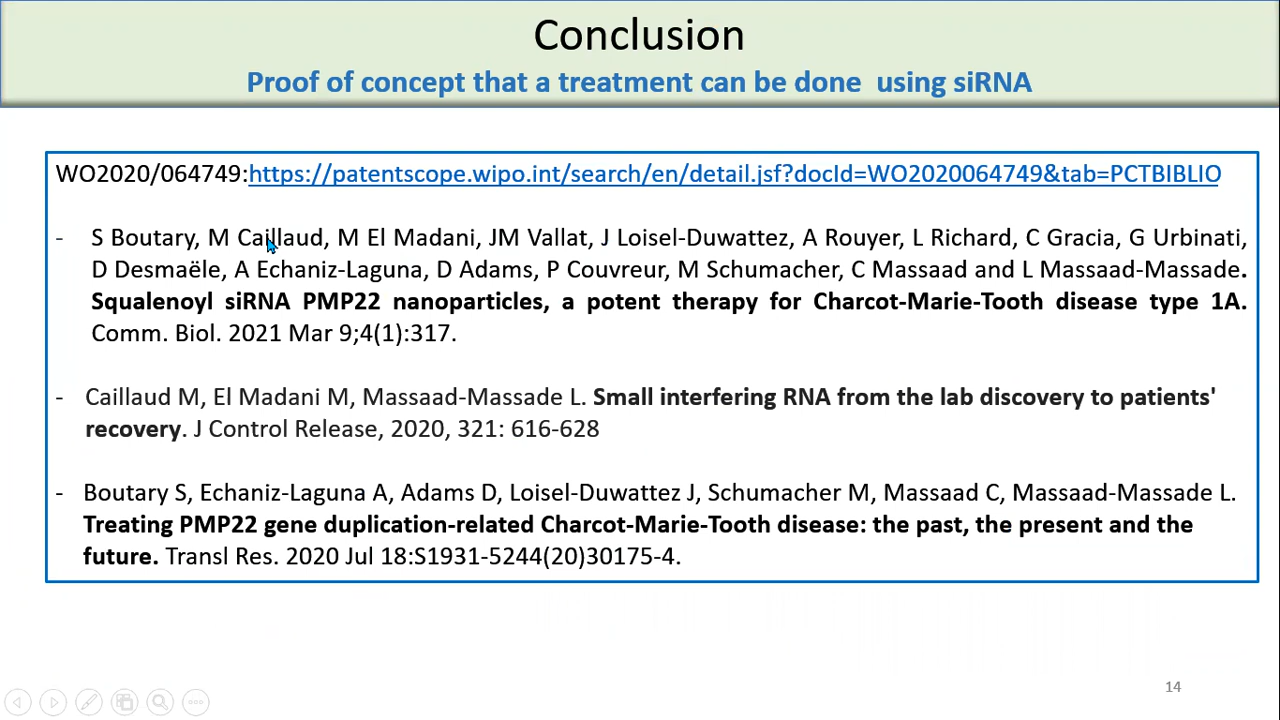 Conclusion
Proof of concept that a treatment can be done  using siRNA
WO2020/064749:https://patentscope.wipo.int/search/en/detail.jsf?docId=WO2020064749&tab=PCTBIBLIO
- S Boutary, M Caillaud, M El Madani, JM Vallat, J Loisel-Duwattez, A Rouyer, L Richard, C Gracia, G Urbinati,
D Desmaële, A Echaniz-Laguna, D Adams, P Couvreur, M Schumacher, C Massaad and L Massaad-Massade.
Squalenoyl siRNA PMP22 nanoparticles, a potent therapy for Charcot-Marie-Tooth disease type 1A.
Comm. Biol. 2021 Mar 9;4(1):317.
- Caillaud M, El Madani M, Massaad-Massade L. Small interfering RNA from the lab discovery to patients'
recovery. J Control Release, 2020, 321: 616-628
- Boutary S, Echaniz-Laguna A, Adams D, Loisel-Duwattez J, Schumacher M, Massaad C, Massaad-Massade L.
Treating PMP22 gene duplication-related Charcot-Marie-Tooth disease: the past, the present and the
future. Transl Res. 2020 Jul 18:S1931-5244(20)30175-4.
14